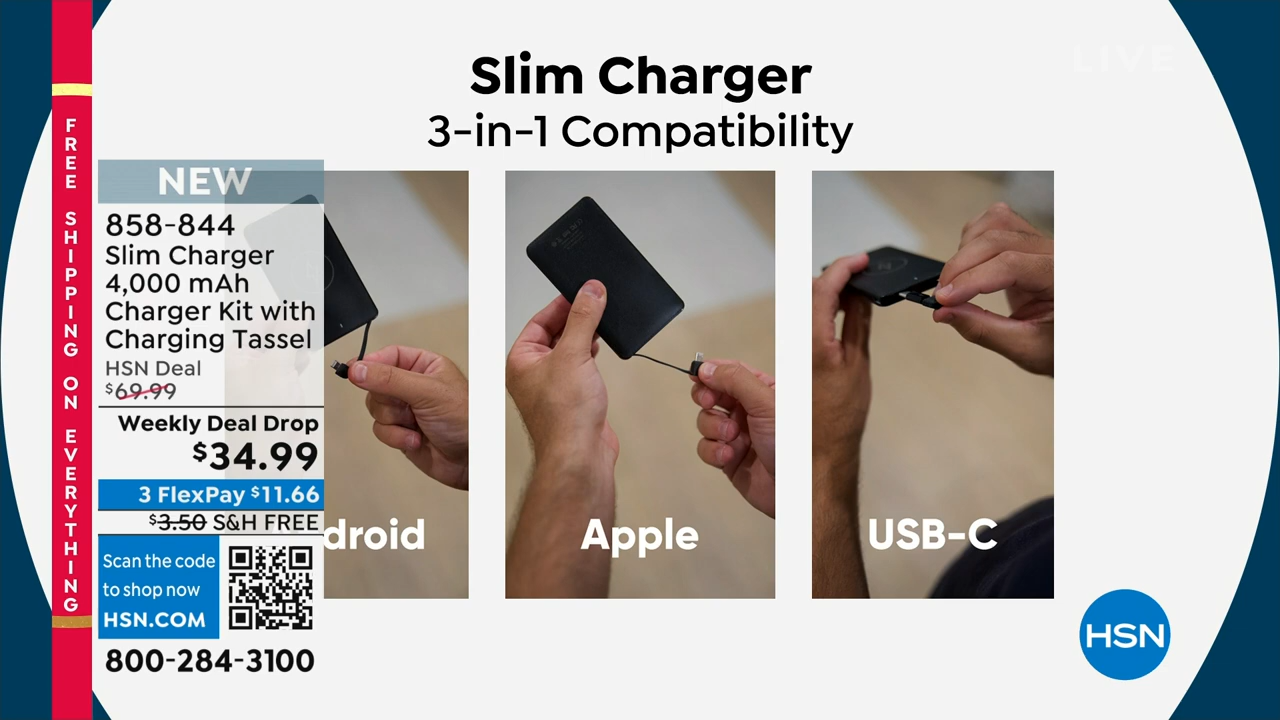 LIVE
Slim Charger
3-in-1 Compatibility
FREE SHIPPING ON EVERYTHING
NEW
858-844
Slim Charger
4,000 mAh
Charger Kit with
Charging Tassel
HSN Deal
$69.99
Weekly Deal Drop
$34.99
3 FlexPay $11.66
$3.50 S&H FREE
Scan the code
to shop now
HSN.COM
800-284-3100
droid
Apple
USB-C
HSN